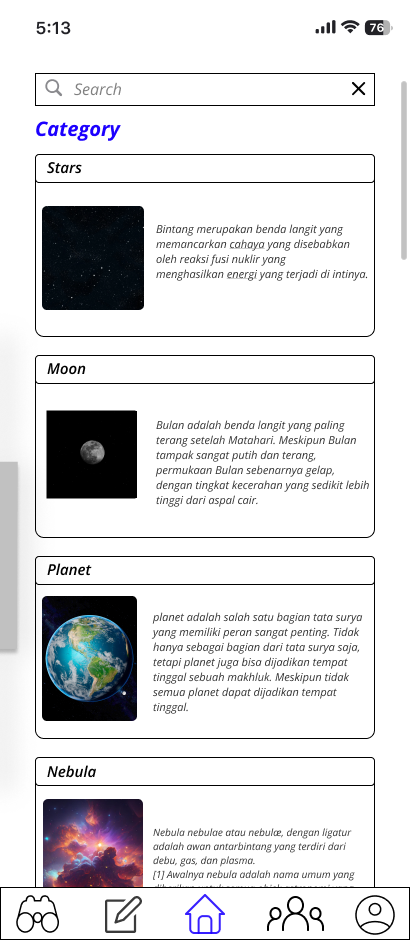 5:13
76
Search
Category
Stars
Bintang merupakan benda langit yang
memancarkan cahaya yang disebabkan
oleh reaksi fusi nuklir yang
menghasilkan energi yang terjadi di intinya.
Moon
Bulan adalah benda langit yang paling
terang setelah Matahari. Meskipun Bulan
tampak sangat putih dan terang,
permukaan Bulan sebenarnya gelap,
dengan tingkat kecerahan yang sedikit lebih
tinggi dari aspal cair.
Planet
planet adalah salah satu bagian tata surya
yang memiliki peran sangat penting. Tidak
hanya sebagai bagian dari tata surya saja,
tetapi planet juga bisa dijadikan tempat
tinggal sebuah makhluk. Meskipun tidak
semua planet dapat dijadikan tempat
tinggal.
Nebula
Nebula nebulae atau nebulæ, dengan ligatur
adalah awan antarbintang yang terdiri dari
debu, gas, dan plasma.
[1] Awalnya nebula adalah nama umum yang